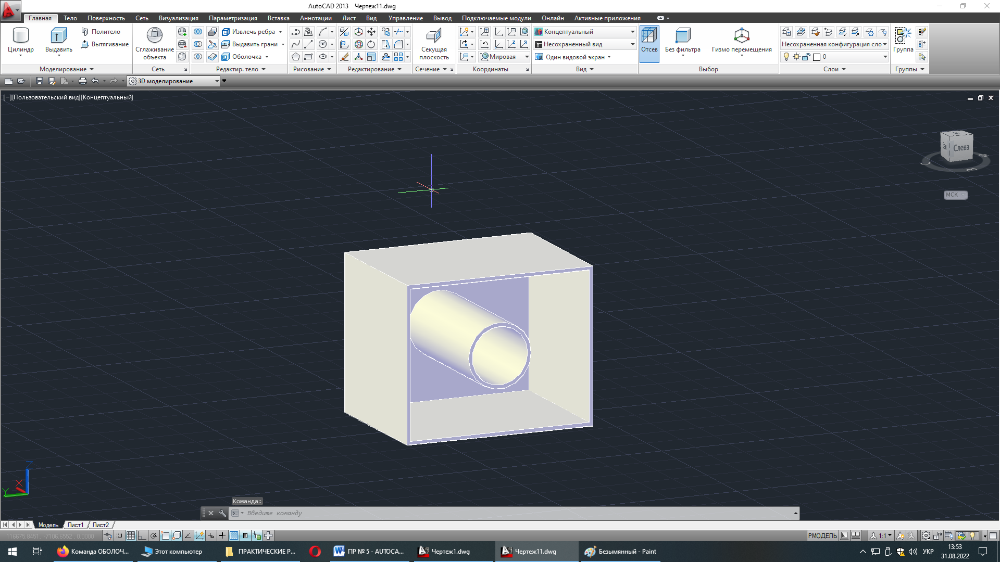 AutoCAD 2013 Чертеж11.dwg
Главная Тело Поверхность Сеть Визуализация Параметризация Вставка Аннотации Лист Вид Управление Вывод Подключаемые модули Онлайн Активные приложения
Цилиндр
Выдавить
Политело
Вытягивание
Сглаживание объекта
Извлечь ребра
Выдавить грани
Оболочка
Секущая плоскость
Мировая
Концептуальный
Несохраненный вид
Один видовой экран
Отсев
Без фильтра
Гизмо перемещения
Несохраненная конфигурация сло
0
Группа
Моделирование Сеть Редактир. тело Рисование Редактирование Сечение Координаты Вид Выбор Слои Группы
3D моделирование
[−][Пользовательский вид][Концептуальный]
Слева
С
З
МСК
Z
X
Y
Команда:
Введите команду
Модель Лист1 Лист2
116675.8451, -7106.6552, 0.0000
РМОДЕЛЬ
1:1
Команда ОБОЛОЧ...
Этот компьютер
ПРАКТИЧЕСКИЕ Р...
ПР № 5 - AUTOCA...
Чертеж1.dwg
Чертеж11.dwg
Безымянный - Paint
УКР
13:53
31.08.2022